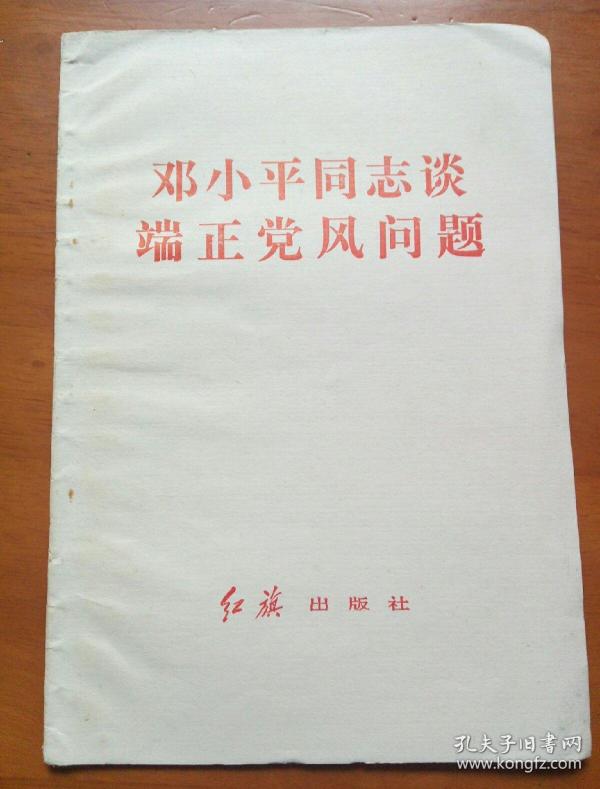 邓小平同志谈
端正党风问题
红旗 出版社
孔夫子旧书网
www.kongfz.com